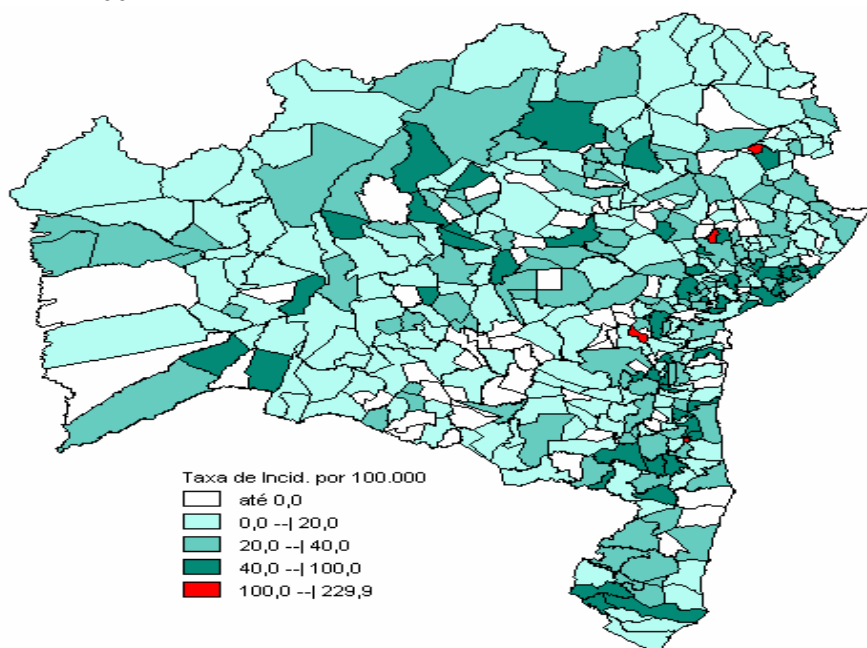 Taxa de Incid. por 100.000
até 0,0
0,0 --| 20,0
20,0 --| 40,0
40,0 --| 100,0
100,0 --| 229,9